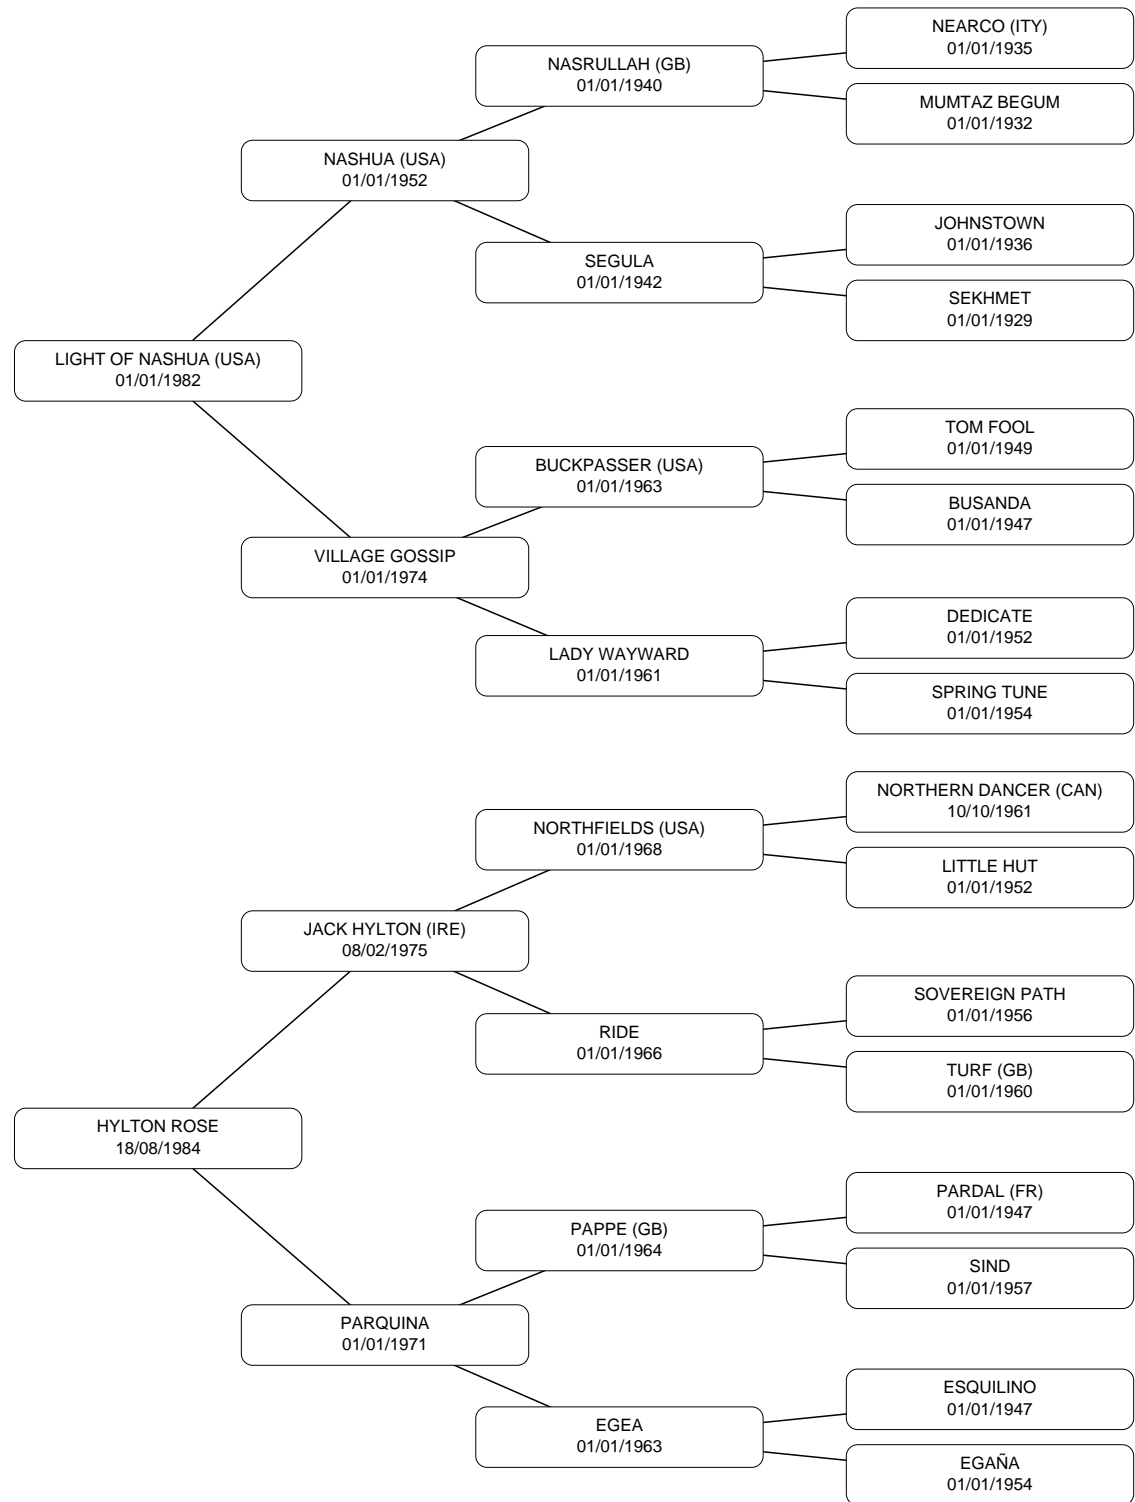 NEARCO (ITY)
01/01/1935
NASRULLAH (GB)
01/01/1940
MUMTAZ BEGUM
01/01/1932
NASHUA (USA)
01/01/1952
JOHNSTOWN
01/01/1936
SEGULA
01/01/1942
SEKHMET
01/01/1929
LIGHT OF NASHUA (USA)
01/01/1982
TOM FOOL
01/01/1949
BUCKPASSER (USA)
01/01/1963
BUSANDA
01/01/1947
VILLAGE GOSSIP
01/01/1974
DEDICATE
01/01/1952
LADY WAYWARD
01/01/1961
SPRING TUNE
01/01/1954
NORTHERN DANCER (CAN)
10/10/1961
NORTHFIELDS (USA)
01/01/1968
LITTLE HUT
01/01/1952
JACK HYLTON (IRE)
08/02/1975
SOVEREIGN PATH
01/01/1956
RIDE
01/01/1966
TURF (GB)
01/01/1960
HYLTON ROSE
18/08/1984
PARDAL (FR)
01/01/1947
PAPPE (GB)
01/01/1964
SIND
01/01/1957
PARQUINA
01/01/1971
ESQUILINO
01/01/1947
EGEA
01/01/1963
EGAÑA
01/01/1954